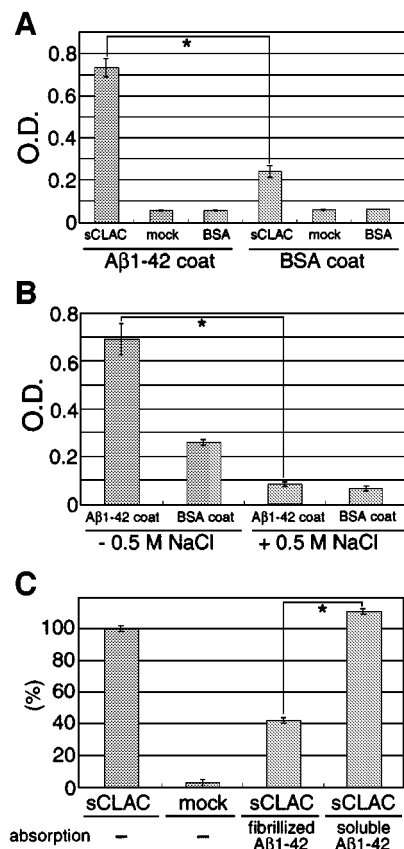 A
*
O.D.
0.8
0.6
0.4
0.2
0
sCLAC mock BSA sCLAC mock BSA
Aβ1-42 coat BSA coat
B
*
O.D.
0.8
0.6
0.4
0.2
0
Aβ1-42 coat BSA coat Aβ1-42 coat BSA coat
- 0.5 M NaCl + 0.5 M NaCl
C
*
(%)
100
80
60
40
20
0
sCLAC mock sCLAC sCLAC
absorption – – fibrillized soluble
Aβ1-42 Aβ1-42